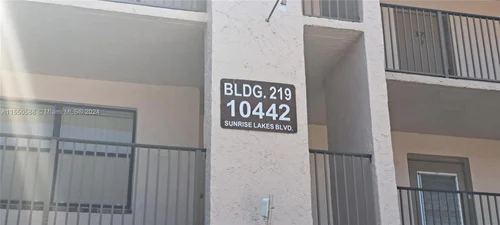 BLDG. 219
10442
SUNRISE LAKES BLVD.